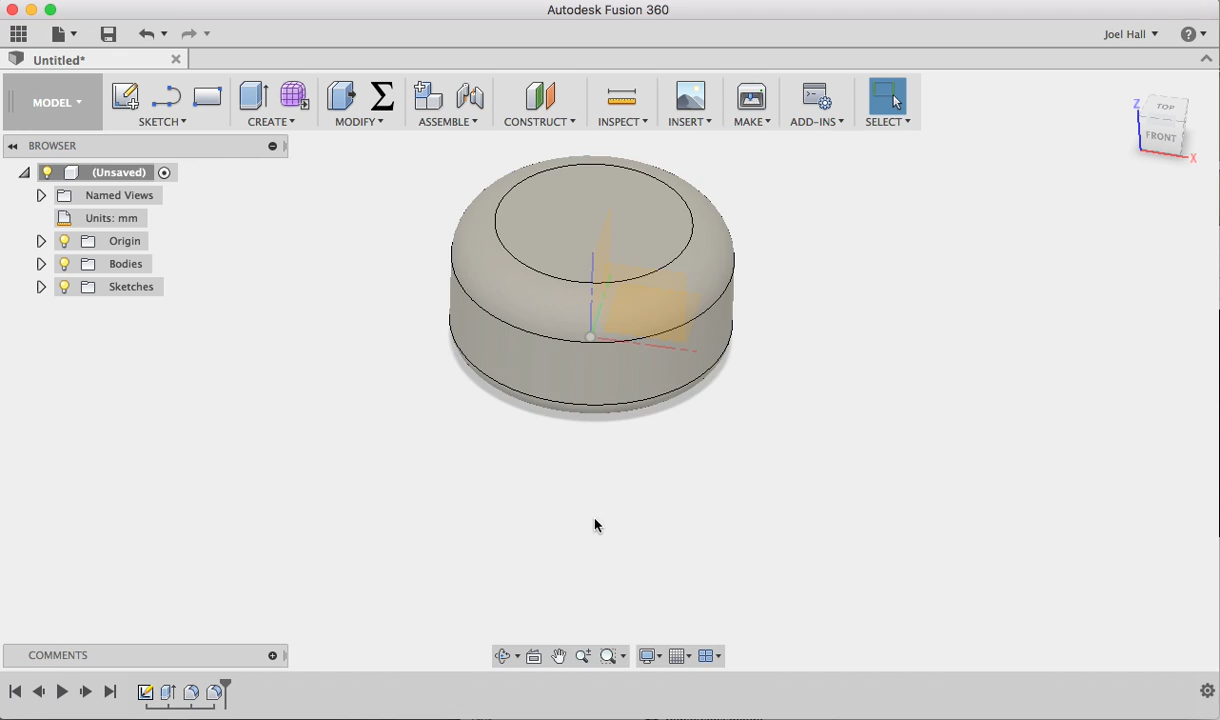 Autodesk Fusion 360
Joel Hall
Untitled*
MODEL
SKETCH
CREATE
MODIFY
ASSEMBLE
CONSTRUCT
INSPECT
INSERT
MAKE
ADD-INS
SELECT
Z
TOP
FRONT
X
BROWSER
(Unsaved)
Named Views
Units: mm
Origin
Bodies
Sketches
COMMENTS